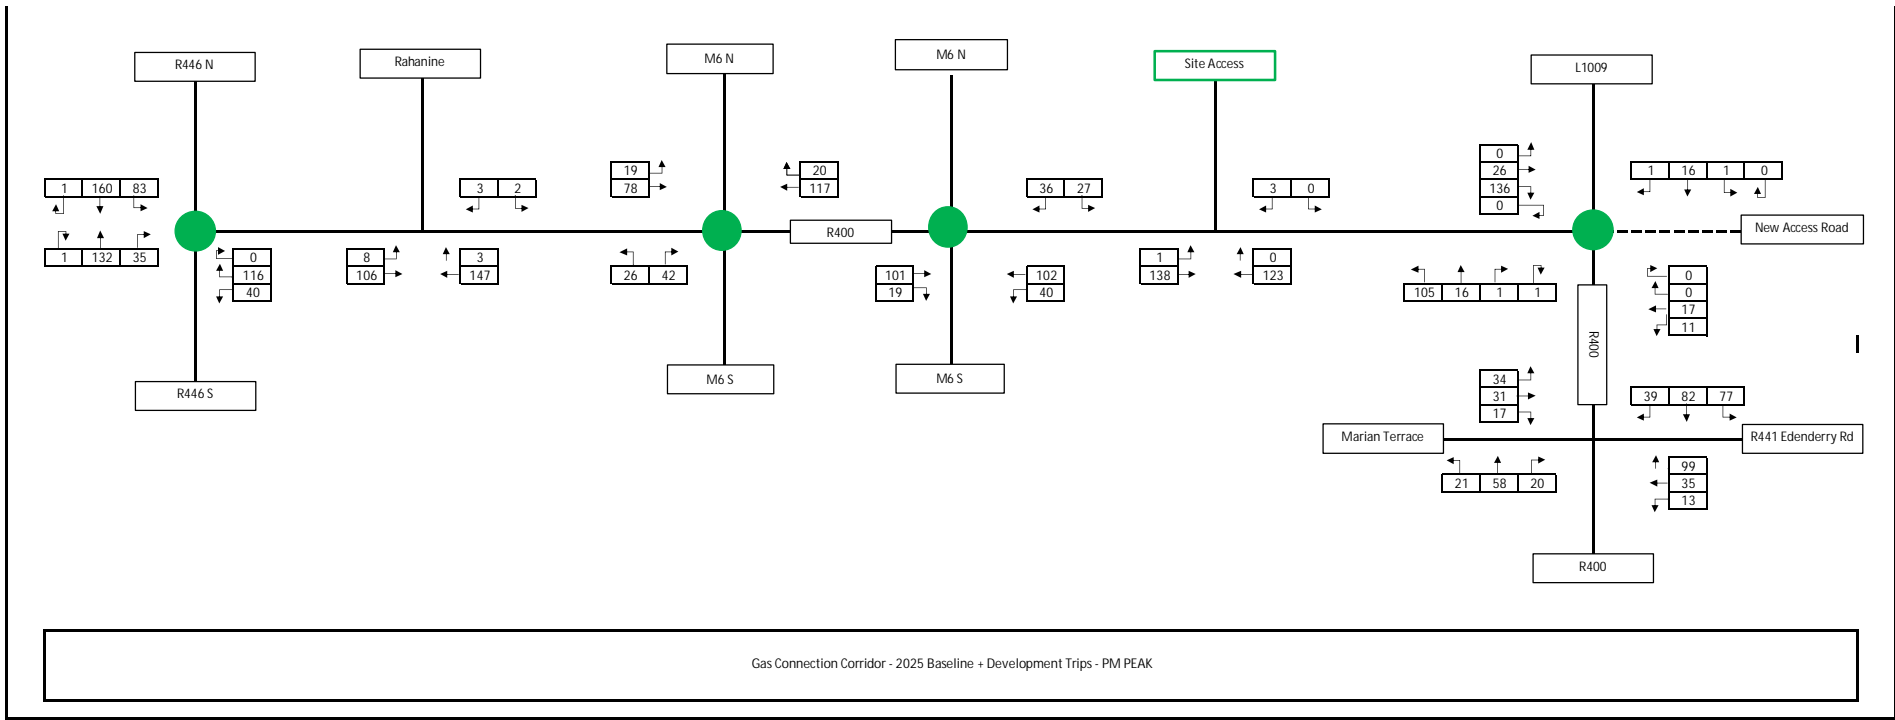 R446 N
Rahanine
M6 N
M6 N
Site Access
L1009
1 160 83
1 132 35
0
116
40
3 2
8
106
3
147
19
78
20
117
26 42
R400
36 27
101
19
102
40
3 0
1
138
0
123
0
26
136
0
1 16 1 0
New Access Road
105 16 1 1
0
0
17
11
R400
R446 S
M6 S
M6 S
34
31
17
39 82 77
Marian Terrace
R441 Edenderry Rd
21 58 20
99
35
13
R400
Gas Connection Corridor - 2025 Baseline + Development Trips - PM PEAK